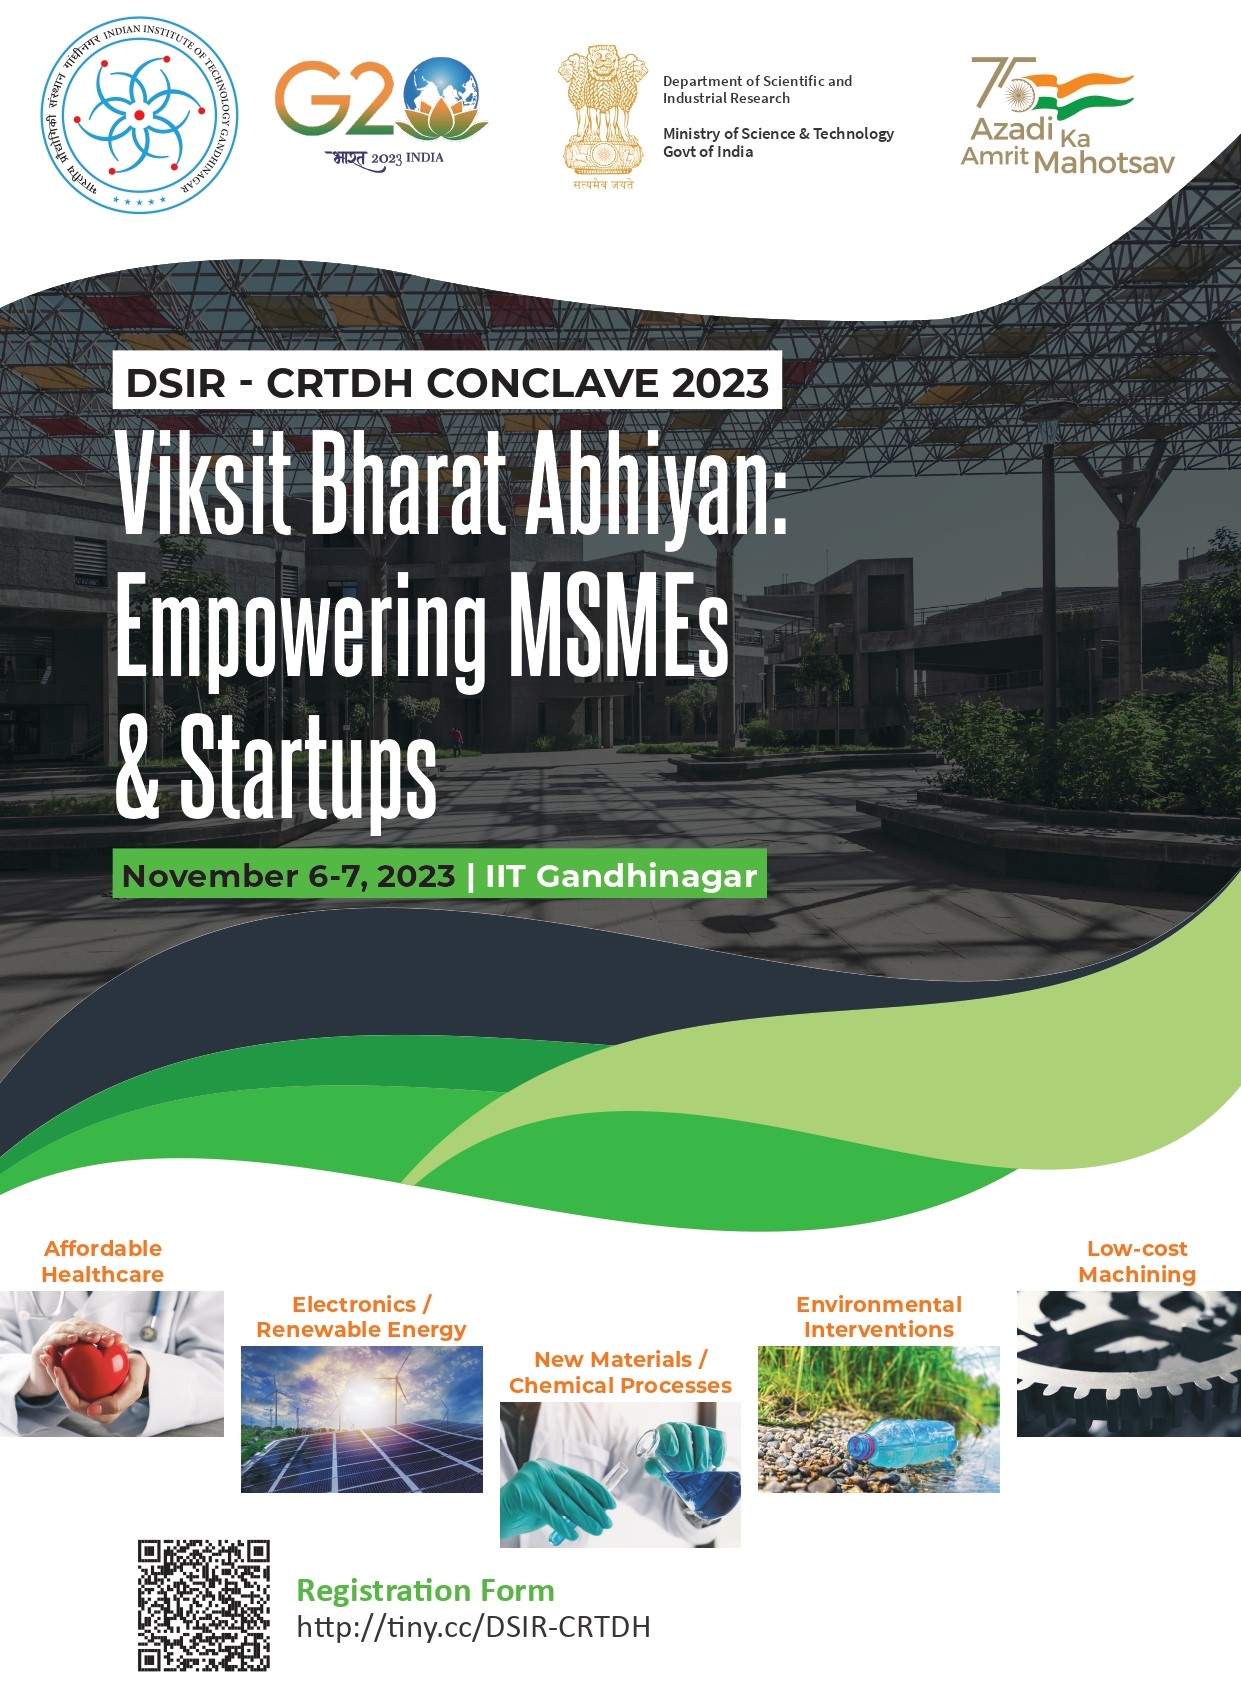 भारतीय प्रौद्योगिकी संस्थान गांधीनगर INDIAN INSTITUTE OF TECHNOLOGY GANDHINAGAR
G20
भारत 2023 INDIA
सत्यमेव जयते
Department of Scientific and
Industrial Research
Ministry of Science & Technology
Govt of India
75
Azadi Ka
Amrit Mahotsav
DSIR - CRTDH CONCLAVE 2023
Viksit Bharat Abhiyan:
Empowering MSMEs
& Startups
November 6-7, 2023 | IIT Gandhinagar
Affordable
Healthcare
Electronics /
Renewable Energy
New Materials /
Chemical Processes
Environmental
Interventions
Low-cost
Machining
Registration Form
http://tiny.cc/DSIR-CRTDH